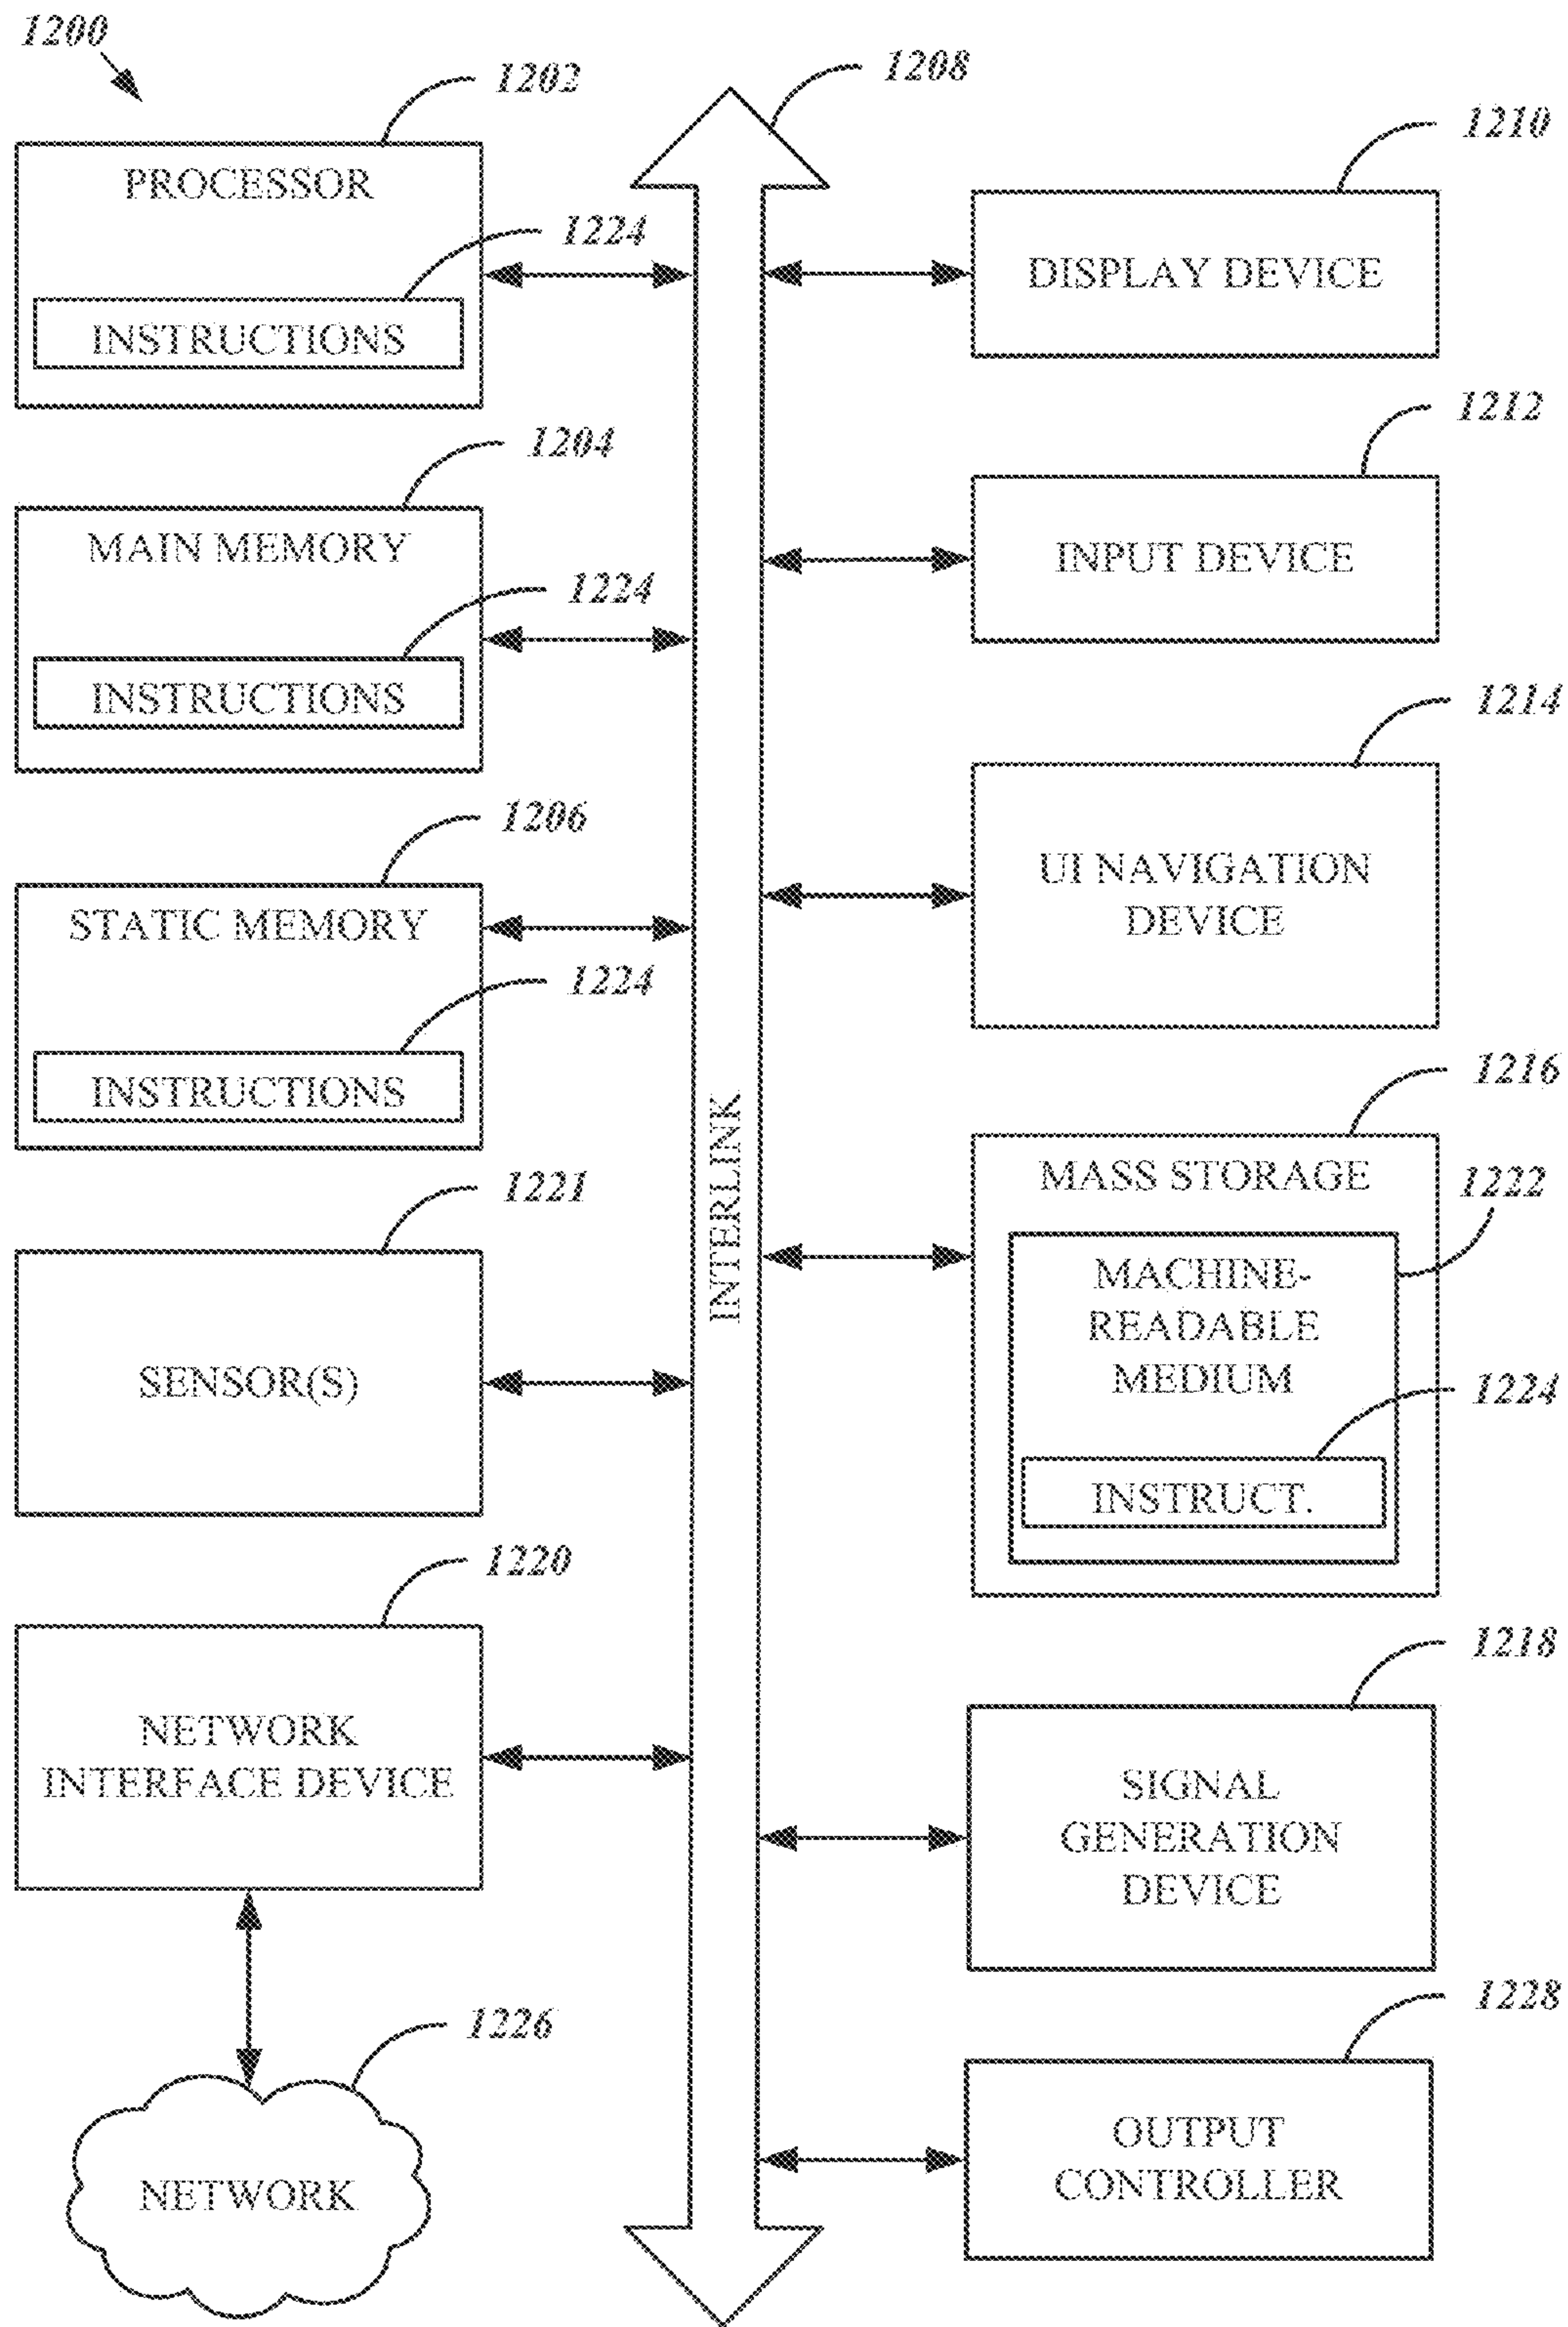 1200
1202
PROCESSOR
1224
INSTRUCTIONS
1204
MAIN MEMORY
1224
INSTRUCTIONS
1206
STATIC MEMORY
1224
INSTRUCTIONS
1221
SENSOR(S)
1220
NETWORK
INTERFACE DEVICE
1226
NETWORK
1208
INTERLINK
1210
DISPLAY DEVICE
1212
INPUT DEVICE
1214
UI NAVIGATION
DEVICE
1216
MASS STORAGE
1222
MACHINE-
READABLE
MEDIUM
1224
INSTRUCT.
1218
SIGNAL
GENERATION
DEVICE
1228
OUTPUT
CONTROLLER